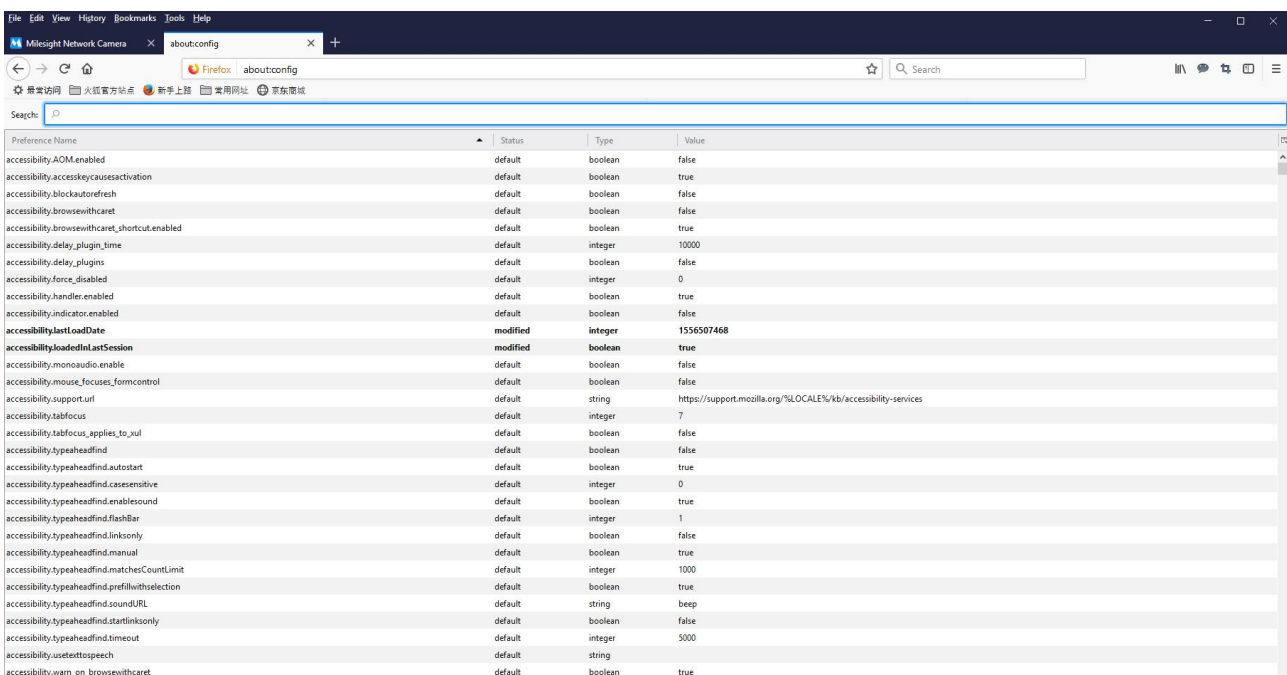 File Edit View History Bookmarks Tools Help
Milesight Network Camera about:config
Firefox about:config Search
最常访问 火狐官方站点 新手上路 常用网址 京东商城
Search:
Preference Name Status Type Value
accessibility.AOM.enabled default boolean false
accessibility.accesskeycausesactivation default boolean true
accessibility.blockautorefresh default boolean false
accessibility.browsewithcaret default boolean false
accessibility.browsewithcaret_shortcut.enabled default boolean true
accessibility.delay_plugin_time default integer 10000
accessibility.delay_plugins default boolean false
accessibility.force_disabled default integer 0
accessibility.handler.enabled default boolean true
accessibility.indicator.enabled default boolean false
accessibility.lastLoadDate modified integer 1556507468
accessibility.loadedInLastSession modified boolean true
accessibility.monoaudio.enable default boolean false
accessibility.mouse_focuses_formcontrol default boolean false
accessibility.support.url default string https://support.mozilla.org/%LOCALE%/kb/accessibility-services
accessibility.tabfocus default integer 7
accessibility.tabfocus_applies_to_xul default boolean false
accessibility.typeaheadfind default boolean false
accessibility.typeaheadfind.autostart default boolean true
accessibility.typeaheadfind.casesensitive default integer 0
accessibility.typeaheadfind.enablesound default boolean true
accessibility.typeaheadfind.flashBar default integer 1
accessibility.typeaheadfind.linksonly default boolean false
accessibility.typeaheadfind.manual default boolean true
accessibility.typeaheadfind.matchesCountLimit default integer 1000
accessibility.typeaheadfind.prefillwithselection default boolean true
accessibility.typeaheadfind.soundURL default string beep
accessibility.typeaheadfind.startlinksonly default boolean false
accessibility.typeaheadfind.timeout default integer 5000
accessibility.usetexttospeech default string
accessibility.warn_on_browsewithcaret default boolean true